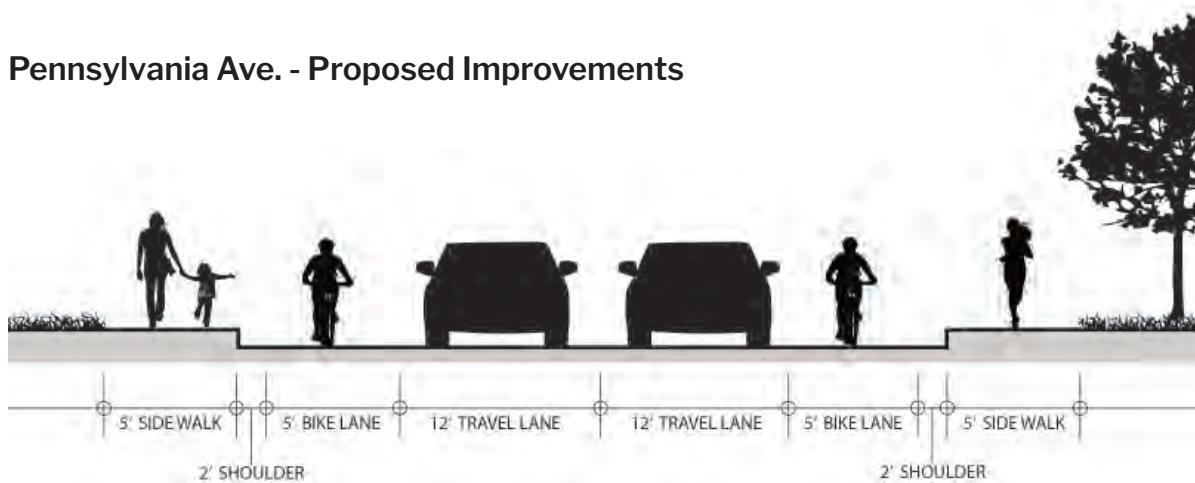 Pennsylvania Ave. - Proposed Improvements
5' SIDE WALK
5' BIKE LANE
12' TRAVEL LANE
12' TRAVEL LANE
5' BIKE LANE
5' SIDE WALK
2' SHOULDER
2' SHOULDER